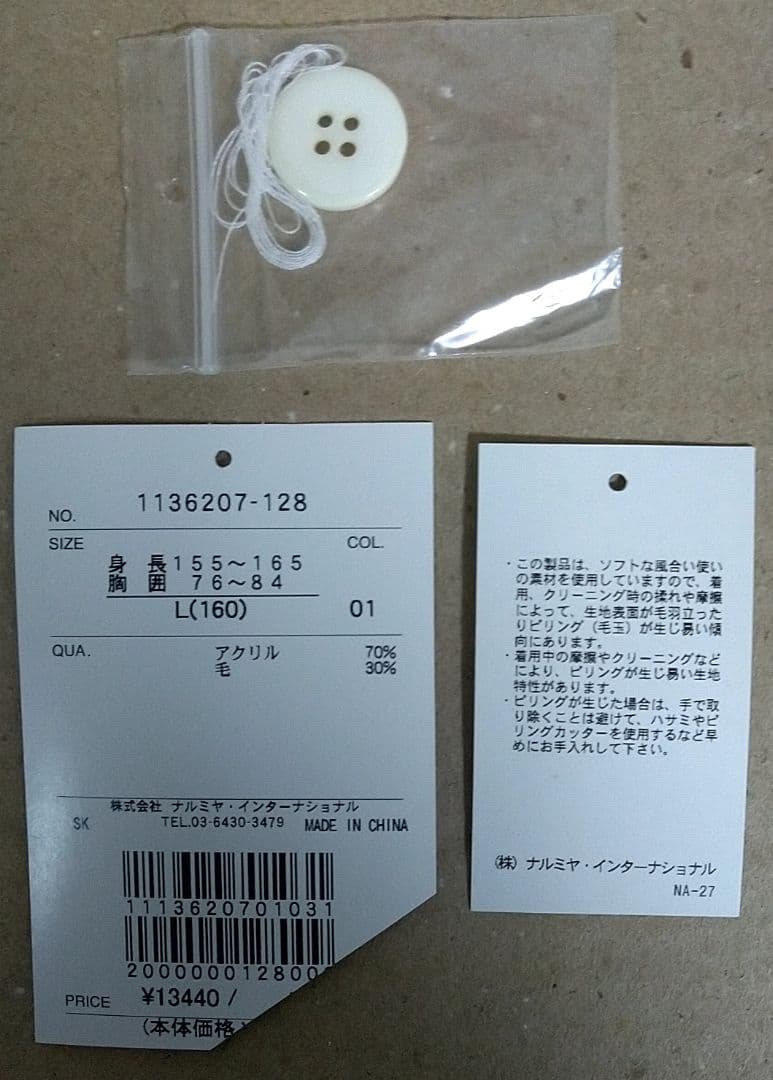 NO. 1136207-128
SIZE COL.
身 長 155～165
胸 囲 76～84
L(160) 01
QUA. アクリル 70%
毛 30%
株式会社 ナルミヤ・インターナショナル
SK TEL.03-6430-3479 MADE IN CHINA
1113620701031
200000012800
PRICE ¥13440/
(本体価格
・この製品は、ソフトな風合い使い
の素材を使用していますので、着
用、クリーニング時の揉れや摩擦
によって、生地表面が毛羽立った
りピリング（毛玉）が生じ易い傾
向にあります。
・着用中の摩擦やクリーニングなど
により、ピリングが生じ易い生地
特性があります。
・ピリングが生じた場合は、手で取
り除くことは避けて、ハサミやピ
リングカッターを使用するなど早
めにお手入れして下さい。
(株) ナルミヤ・インターナショナル
NA-27